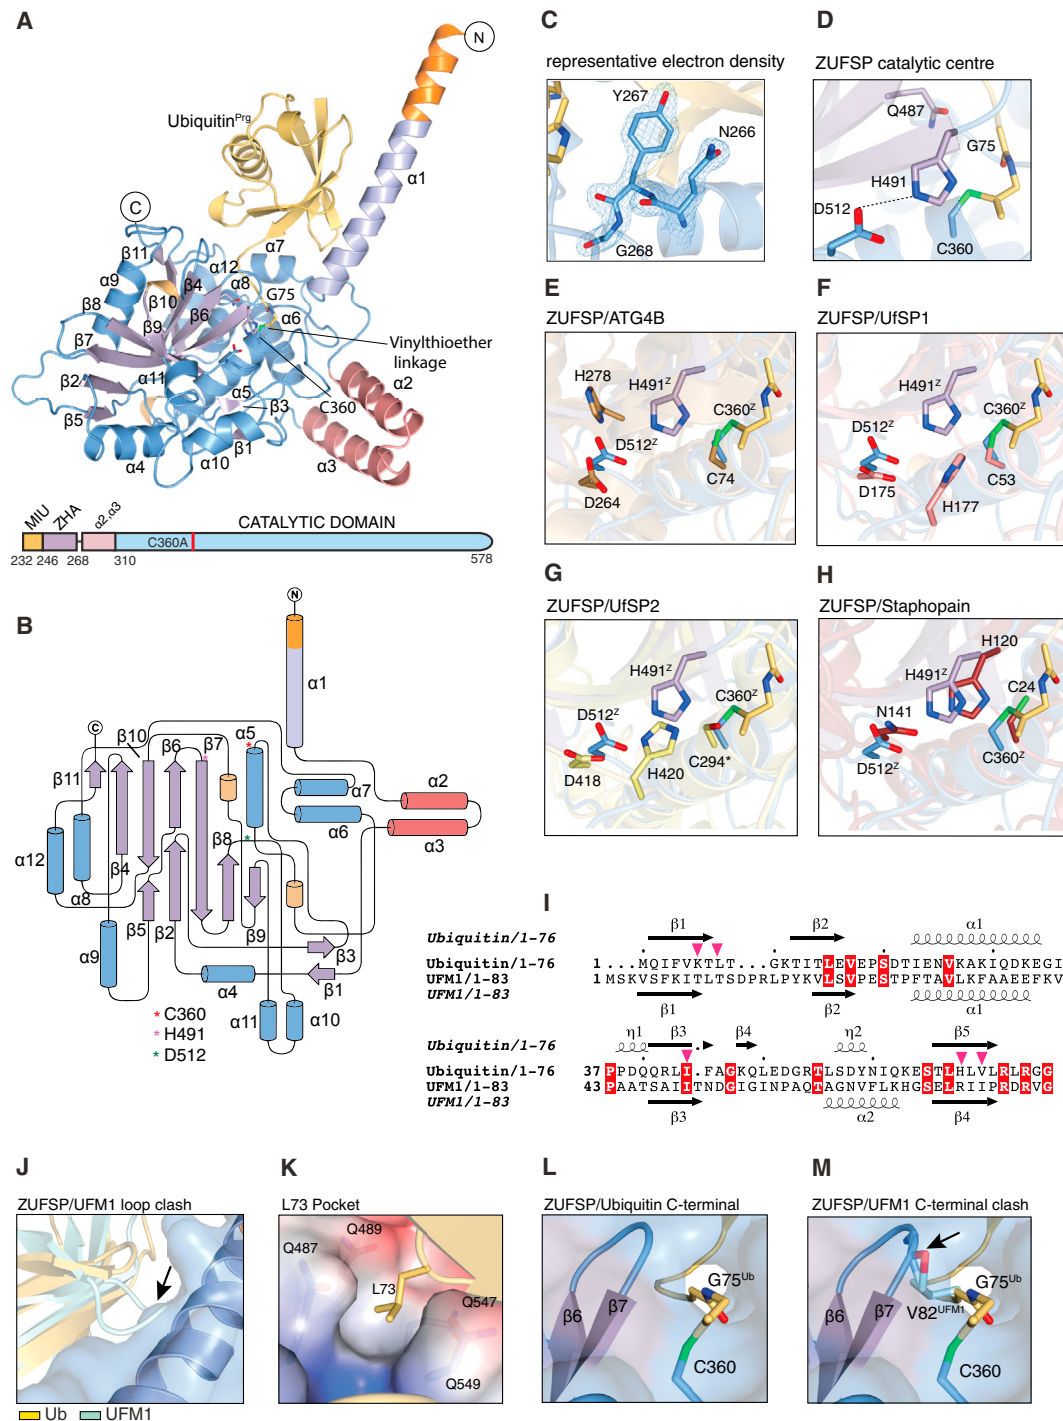 A
N
Ubiquitin^Prg
α1
C
α7
β11
α12
α9
β4
α8
G75
β10
β8
β6
α6
β9
β7
Vinylthioether
linkage
α11
α2
β2
α5
C360
β3
β5
β1
α3
α4
α10
MIU
ZHA
α2,α3
CATALYTIC DOMAIN
C360A
232 246 268 310 578
B
N
α1
C
β10
β6
β7
α5
*
*
β11
α7
α2
α6
α3
β8
*
α12
β4
α8
β5
β2
β9
β3
α9
α4
β1
α11
α10
* C360
* H491
* D512
C
representative electron density
Y267
N266
G268
D
ZUFSP catalytic centre
Q487
G75
H491
D512
C360
E
ZUFSP/ATG4B
H278
H491^Z
C360^Z
D512^Z
C74
D264
F
ZUFSP/UfSP1
H491^Z
C360^Z
D512^Z
D175
C53
H177
G
ZUFSP/UfSP2
H491^Z
C360^Z
D512^Z
D418
H420
C294*
H
ZUFSP/Staphopain
H120
H491^Z
C24
N141
D512^Z
C360^Z
I
β1 β2 α1
Ubiquitin/1-76
Ubiquitin/1-76 1 ...MQIFVKTLT...GKTITLEVEPSDTIENVKAKIQDKEGI
UFM1/1-83 1 MSKVSFKITLTSDPRLPYKVLSVPESTPFTAVLKFAAEEFKV
UFM1/1-83
β1 β2 α1
η1 β3 β4 η2 β5
Ubiquitin/1-76
Ubiquitin/1-76 37 PPDQQRLI.FAGKQLEDGRTLSDYNIQKESTLHLVLRLRGG
UFM1/1-83 43 PAATSAIITNDGIGINPAQTAGNVFLKHGSELRIIPRDRVG
UFM1/1-83
β3 α2 β4
J
ZUFSP/UFM1 loop clash
Ub UFM1
K
L73 Pocket
Q489
Q487
L73
Q547
Q549
L
ZUFSP/Ubiquitin C-terminal
G75^Ub
β6
β7
C360
M
ZUFSP/UFM1 C-terminal clash
G75^Ub
β6
β7
V82^UFM1
C360